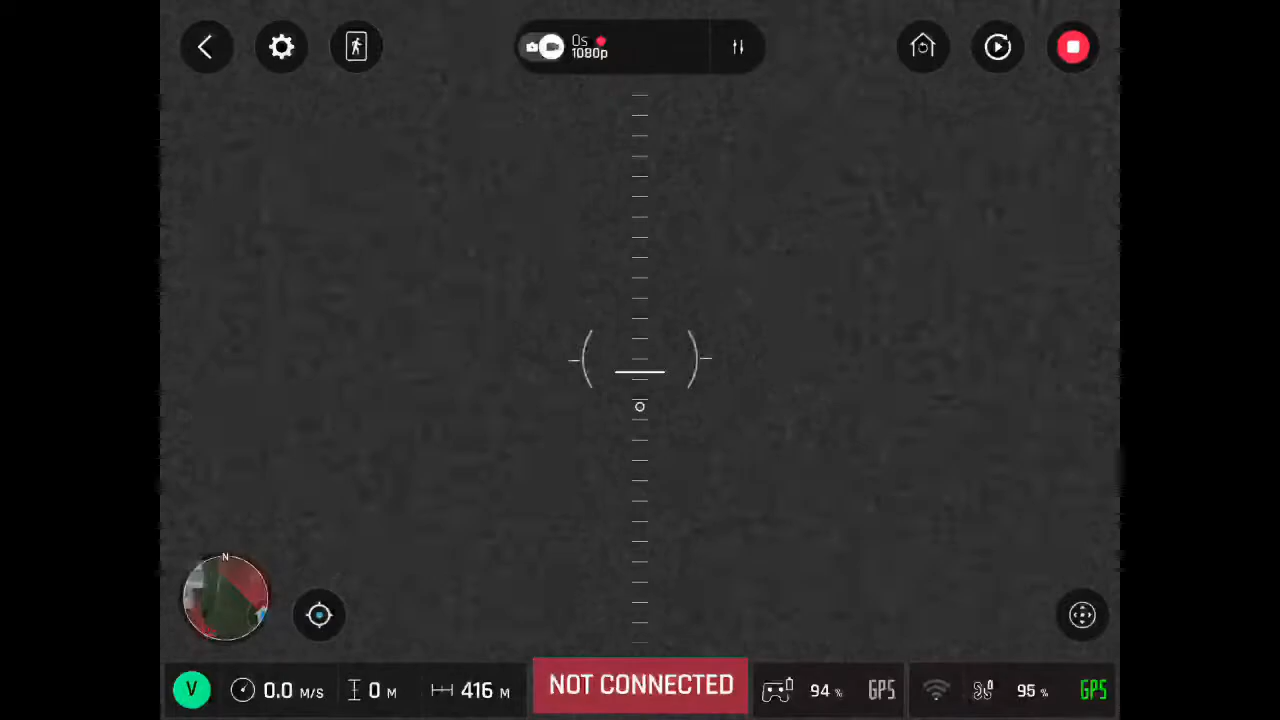 0s
1080p
N
V
0.0 M/S
0 M
416 M
NOT CONNECTED
94 %
GPS
95 %
GPS